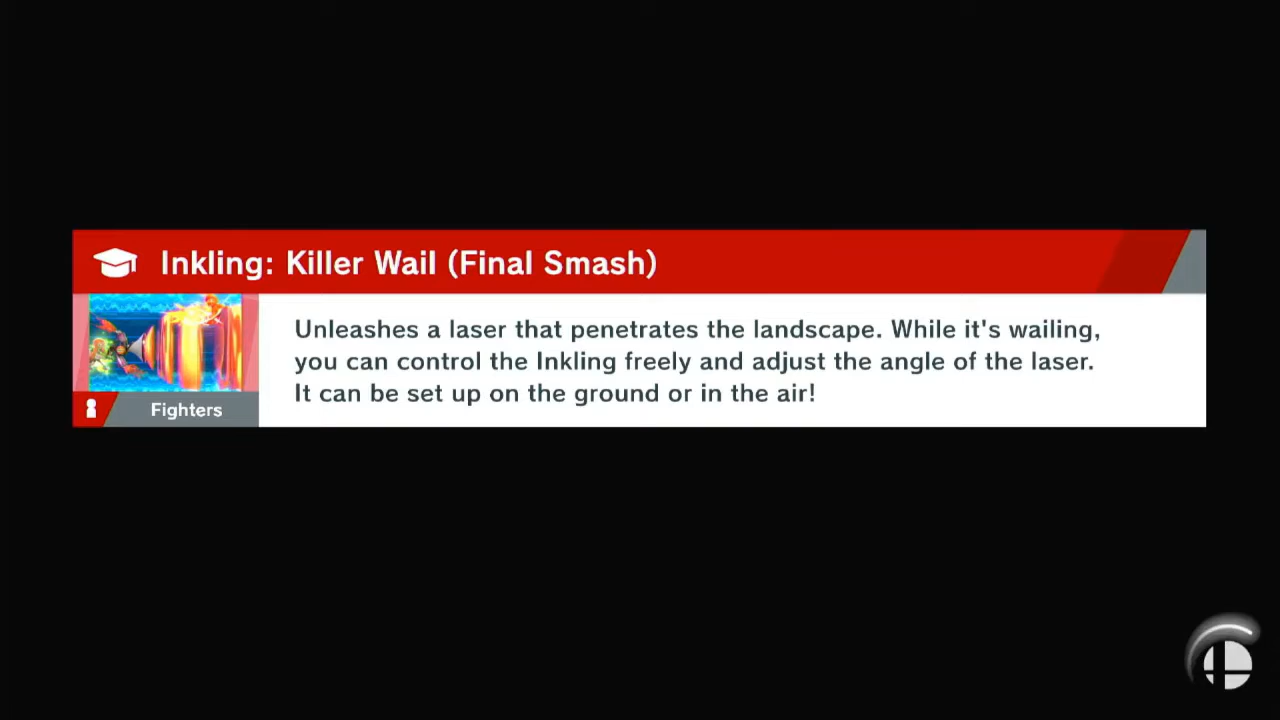 Inkling: Killer Wail (Final Smash)
Unleashes a laser that penetrates the landscape. While it's wailing,
you can control the Inkling freely and adjust the angle of the laser.
It can be set up on the ground or in the air!
Fighters